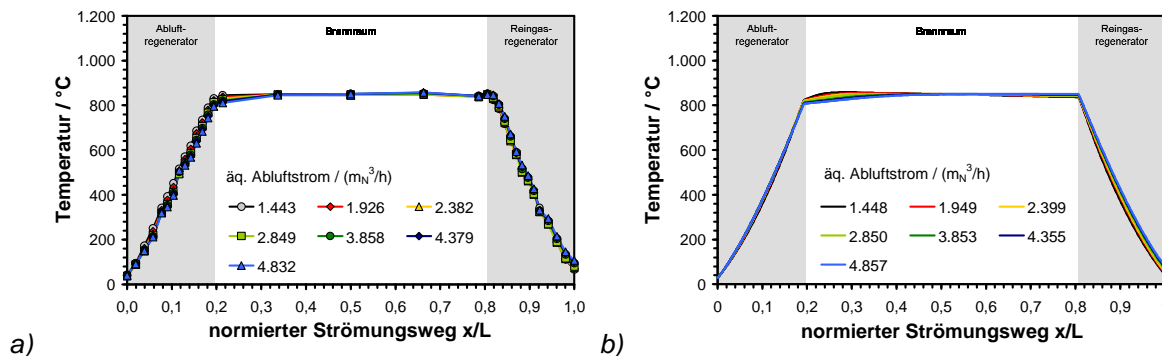 a)
1.200
1.000
800
600
400
200
0
Temperatur / °C
Abluft-
regenerator
Brennraum
Reingas-
regenerator
äq. Abluftstrom / (m_N^3/h)
1.443 1.926 2.382
2.849 3.858 4.379
4.832
0,0 0,1 0,2 0,3 0,4 0,5 0,6 0,7 0,8 0,9 1,0
normierter Strömungsweg x/L
b)
1.200
1.000
800
600
400
200
0
Temperatur / °C
Abluft-
regenerator
Brennraum
Reingas-
regenerator
äq. Abluftstrom / (m_N^3/h)
1.448 1.949 2.399
2.850 3.853 4.355
4.857
0 0,1 0,2 0,3 0,4 0,5 0,6 0,7 0,8 0,9
normierter Strömungsweg x/L